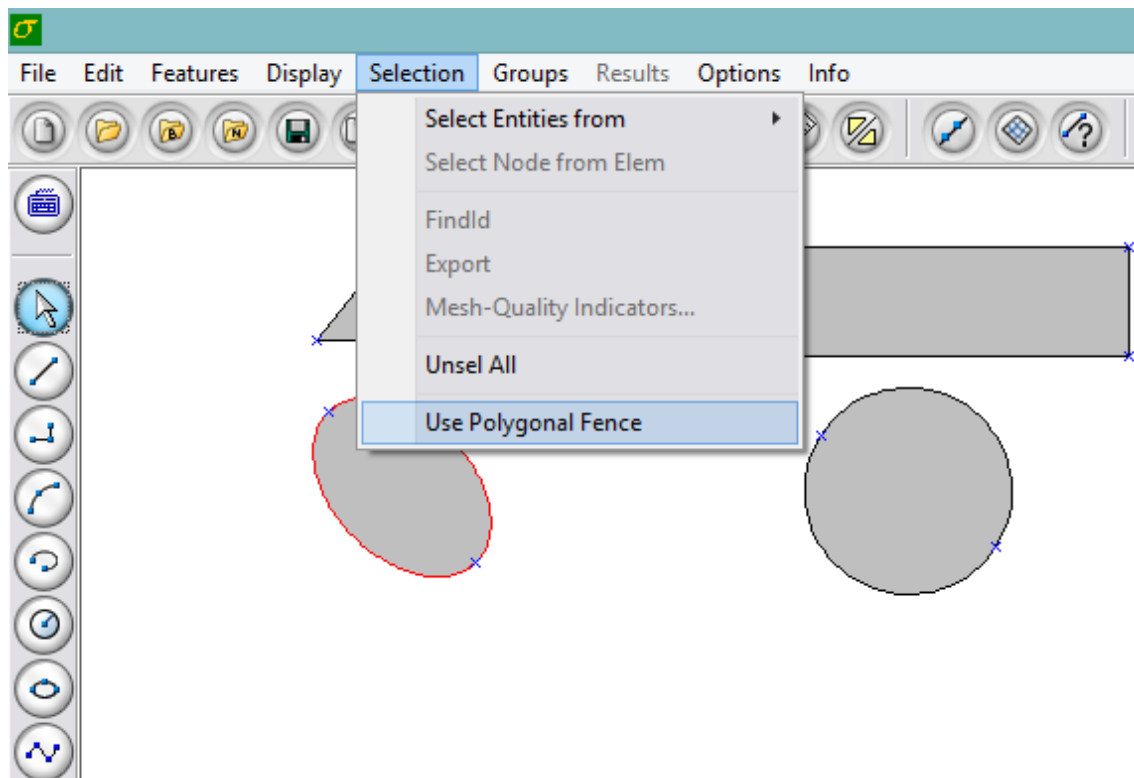 σ
File Edit Features Display Selection Groups Results Options Info
B N
?
Select Entities from
Select Node from Elem
FindId
Export
Mesh-Quality Indicators...
Unsel All
Use Polygonal Fence